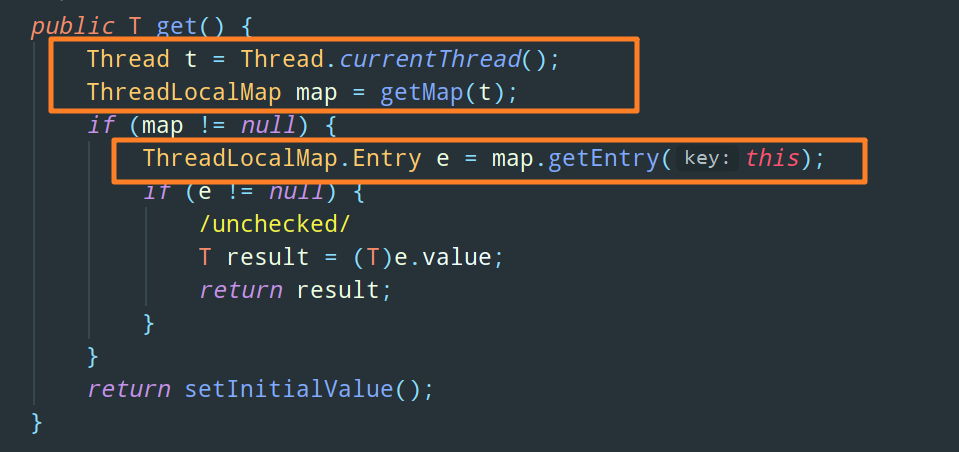 public T get() {
Thread t = Thread.currentThread();
ThreadLocalMap map = getMap(t);
if (map != null) {
ThreadLocalMap.Entry e = map.getEntry( key: this);
if (e != null) {
/unchecked/
T result = (T)e.value;
return result;
}
}
return setInitialValue();
}